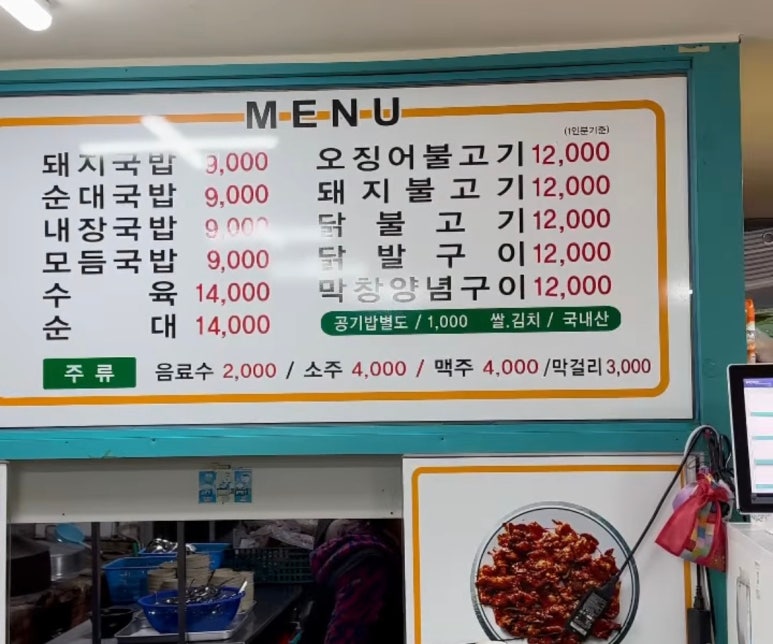 MENU
(1인분기준)
돼지국밥 9,000
순대국밥 9,000
내장국밥 9,000
모듬국밥 9,000
수육 14,000
순대 14,000
오징어불고기 12,000
돼지불고기 12,000
닭불고기 12,000
닭발구이 12,000
막창양념구이 12,000
공기밥별도 / 1,000 쌀.김치 / 국내산
주류 음료수 2,000 / 소주 4,000 / 맥주 4,000 /막걸리 3,000